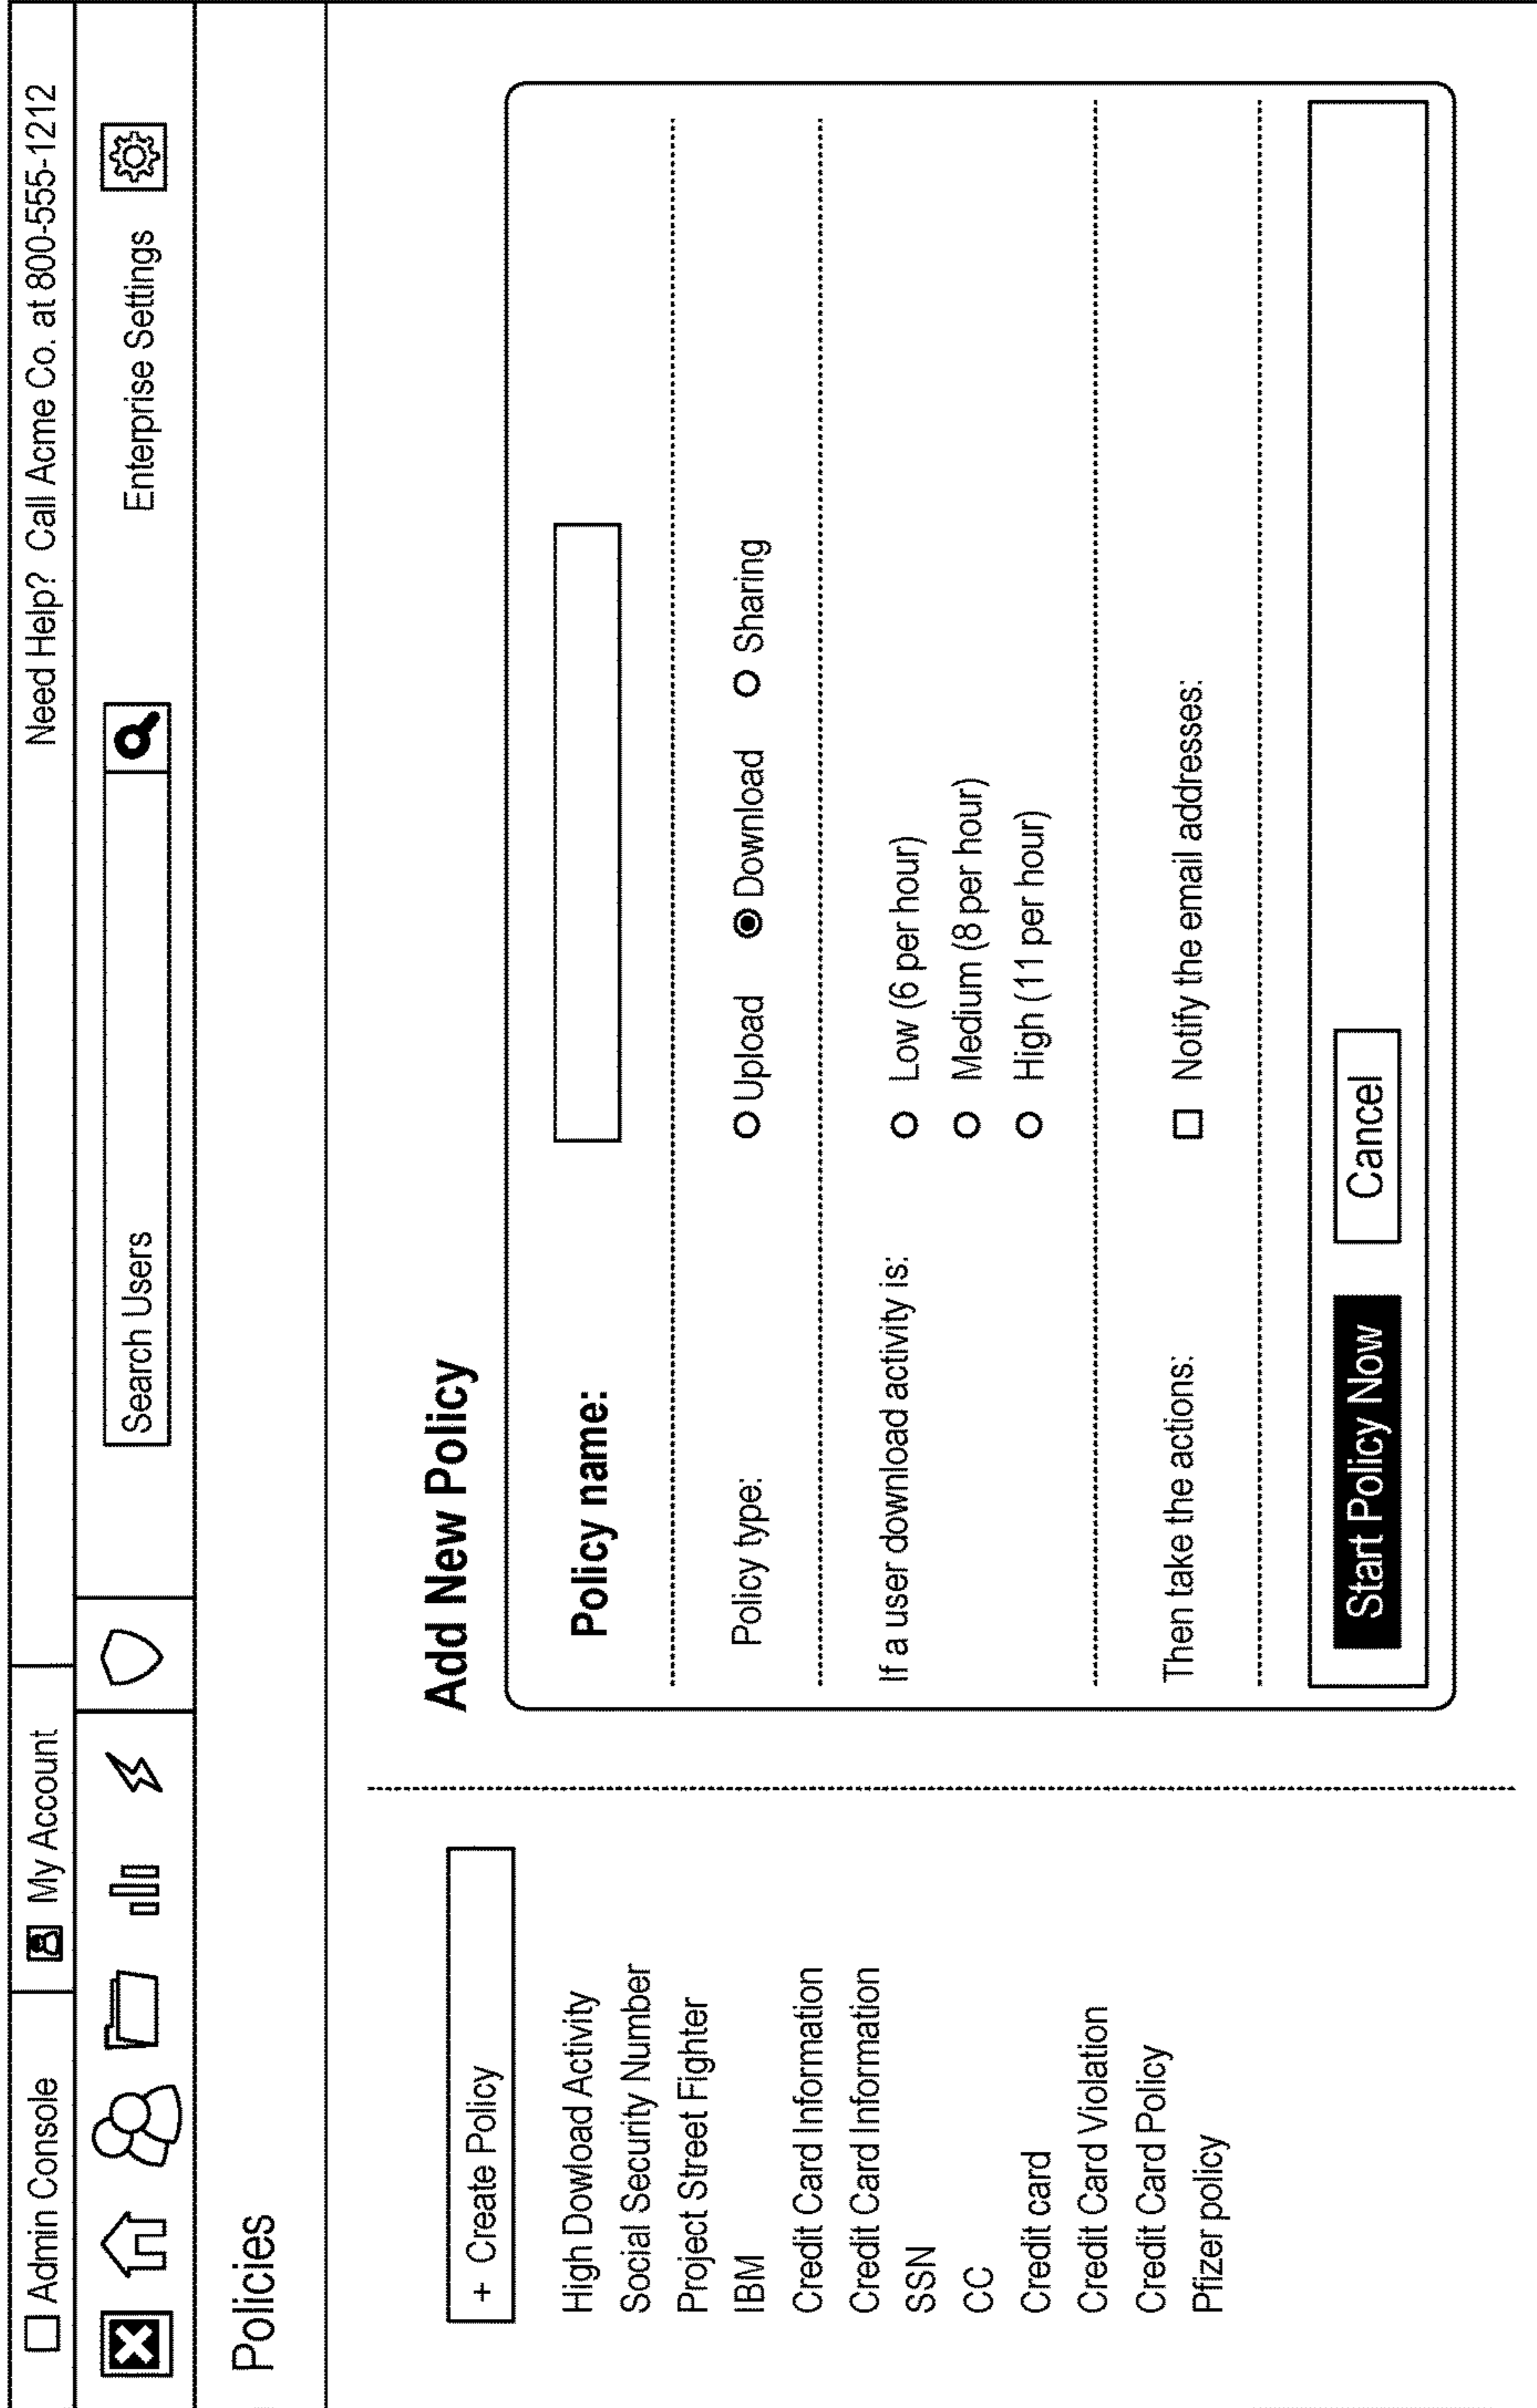 Admin Console My Account Need Help? Call Acme Co. at 800-555-1212
Search Users Enterprise Settings
Policies
+ Create Policy
High Dowload Activity
Social Security Number
Project Street Fighter
IBM
Credit Card Information
Credit Card Information
SSN
CC
Credit card
Credit Card Violation
Credit Card Policy
Pfizer policy
Add New Policy
Policy name:
Policy type: Upload Download Sharing
If a user download activity is: Low (6 per hour)
Medium (8 per hour)
High (11 per hour)
Then take the actions: Notify the email addresses:
Start Policy Now Cancel